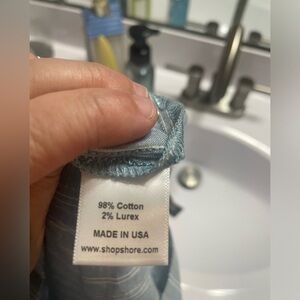 98% Cotton
2% Lurex
MADE IN USA
www.shopshore.com